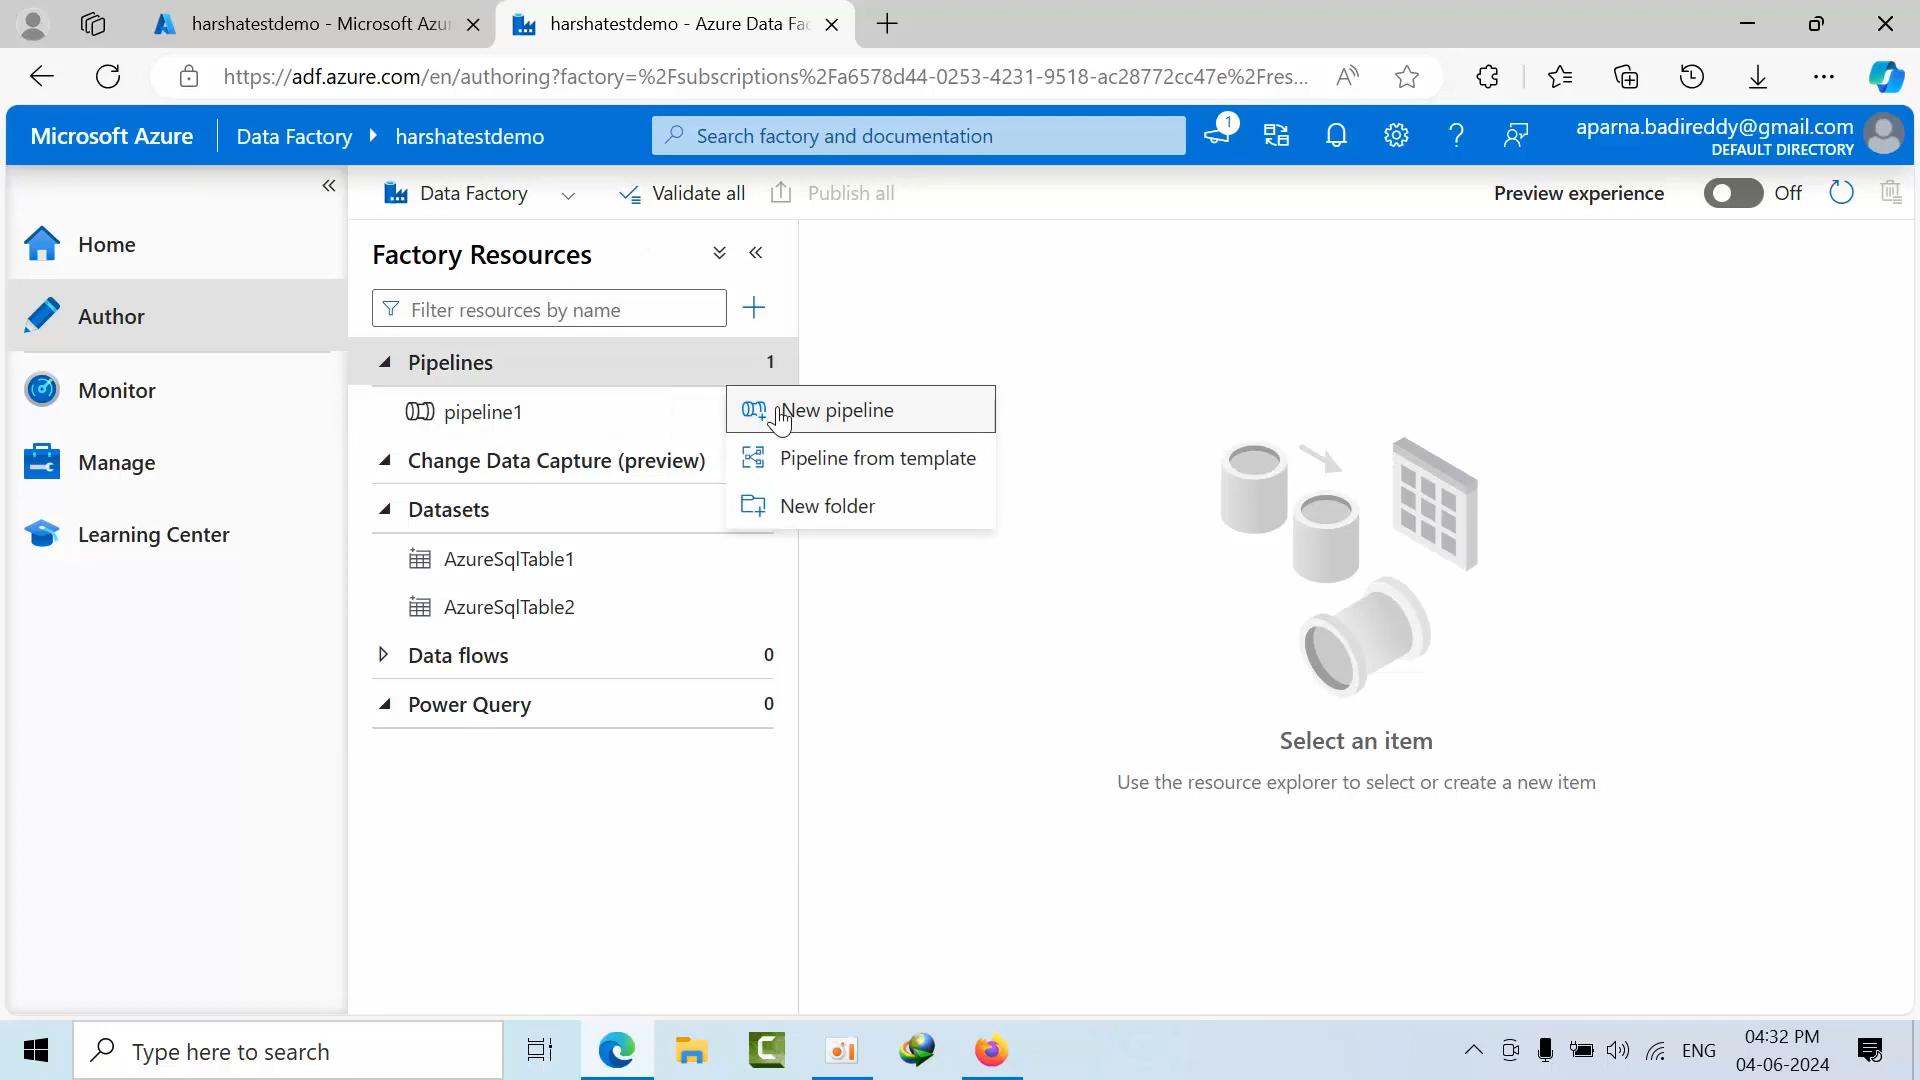 harshatestdemo - Microsoft Azu
harshatestdemo - Azure Data Fac
https://adf.azure.com/en/authoring?factory=%2Fsubscriptions%2Fa6578d44-0253-4231-9518-ac28772cc47e%2Fres...
Microsoft Azure
Data Factory
harshatestdemo
Search factory and documentation
1
aparna.badireddy@gmail.com
DEFAULT DIRECTORY
Data Factory
Validate all
Publish all
Preview experience
Off
Home
Author
Monitor
Manage
Learning Center
Factory Resources
Filter resources by name
Pipelines 1
pipeline1
Change Data Capture (preview)
Datasets
AzureSqlTable1
AzureSqlTable2
Data flows 0
Power Query 0
New pipeline
Pipeline from template
New folder
Select an item
Use the resource explorer to select or create a new item
Type here to search
ENG
04:32 PM
04-06-2024